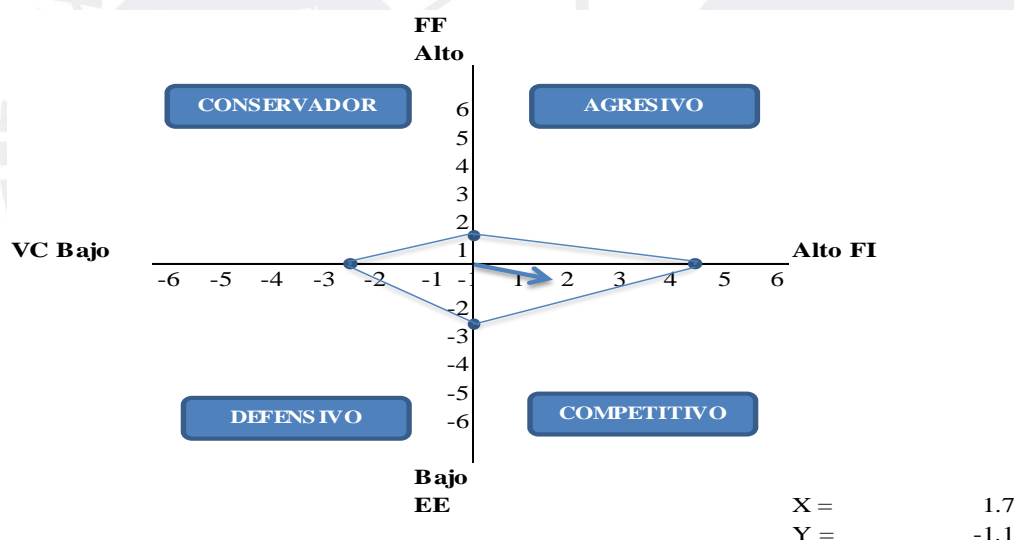 FF
Alto
CONSERVADOR
AGRESIVO
6
5
4
3
2
1
VC Bajo
Alto FI
-6 -5 -4 -3 -2 -1 -1 1 2 3 4 5 6
-2
-3
-4
-5
-6
DEFENSIVO
COMPETITIVO
Bajo
EE
X = 1.7
Y = -1.1